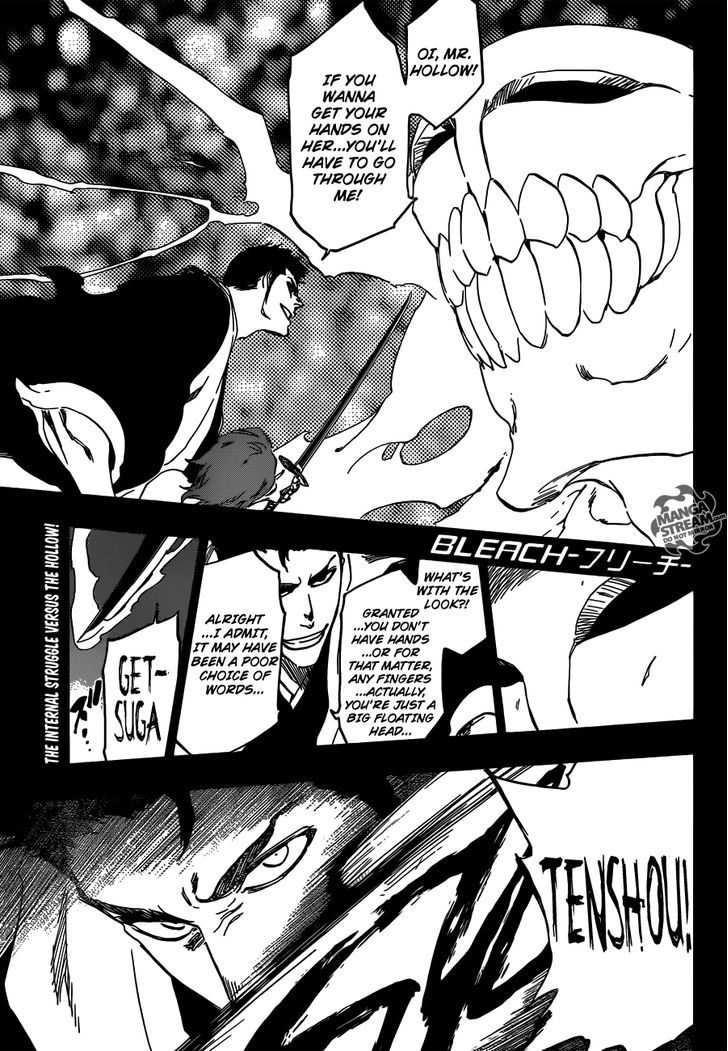 OI, MR.
HOLLOW!
IF YOU
WANNA
GET YOUR
HANDS ON
HER...YOU'LL
HAVE TO GO
THROUGH
ME!
MANGA
STREAM.com
DO NOT MIRROR!
BLEACH-ブリーチ-
WHAT'S
WITH THE
LOOK?!
GRANTED
...YOU DON'T
HAVE HANDS
...OR FOR
THAT MATTER,
ANY FINGERS
...ACTUALLY,
YOU'RE JUST A
BIG FLOATING
HEAD...
ALRIGHT
...I ADMIT,
IT MAY HAVE
BEEN A POOR
CHOICE OF
WORDS...
GET-
SUGA
THE INTERNAL STRUGGLE VERSUS THE HOLLOW!
TENSHOU!